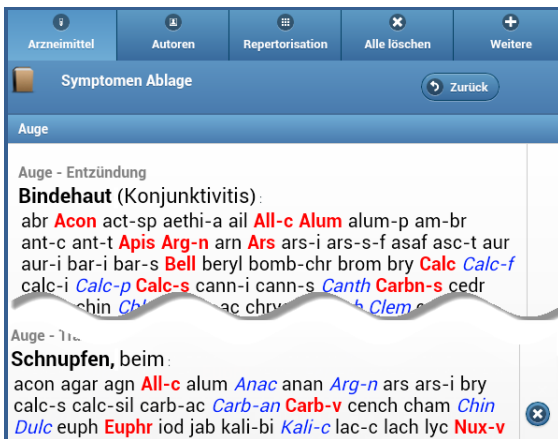 Arzneimittel Autoren Repertorisation Alle löschen Weitere
Symptomen Ablage
Zurück
Auge
Auge - Entzündung
Bindehaut (Konjunktivitis) :
abr Acon act-sp aethi-a ail All-c Alum alum-p am-br
ant-c ant-t Apis Arg-n arn Ars ars-i ars-s-f asaf asc-t aur
aur-i bar-i bar-s Bell beryl bomb-chr brom bry Calc Calc-f
calc-i Calc-p Calc-s cann-i cann-s Canth Carbn-s cedr
chin Clem
Auge -
Schnupfen, beim :
acon agar agn All-c alum Anac anan Arg-n ars ars-i bry
calc-s calc-sil carb-ac Carb-an Carb-v cench cham Chin
Dulc euph Euphr iod jab kali-bi Kali-c lac-c lach lyc Nux-v